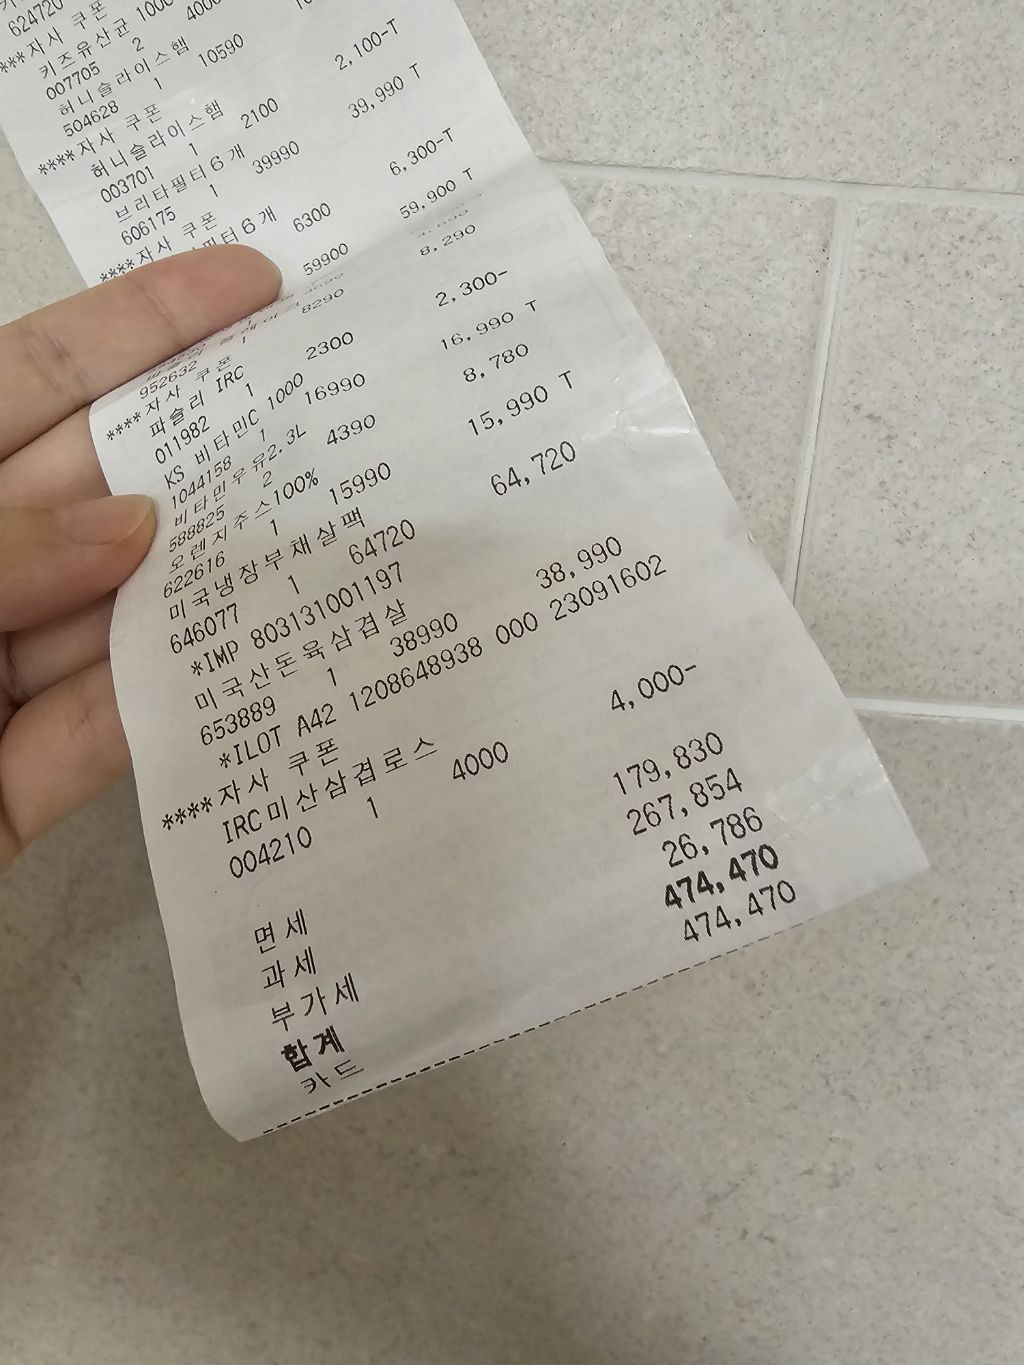 624720
****자사 쿠폰
키즈유산균 1000
007705 2 4000
허니슬라이스햄
504628 1 10590
****자사 쿠폰
허니슬라이스햄
003701 1 2100 2,100-T
브리타필터6개
606175 1 39990 39,990 T
****자사 쿠폰
필터6개
6300 6,300-T
59900 59,900 T
952632 1 8290 8,290
****자사 쿠폰
파슬리 IRC
011982 1 2300 2,300-
KS 비타민C 1000
1044158 1 16990 16,990 T
비타민우유2.3L
588825 2 4390 8,780
오렌지주스100%
622616 1 15990 15,990 T
미국냉장부채살팩
646077 1 64720 64,720
*IMP 803131001197
미국산돈육삼겹살
653889 1 38990 38,990
*ILOT A42 1208648938 000 23091602
****자사 쿠폰
IRC미산삼겹로스
004210 1 4000 4,000-
면세 179,830
과세 267,854
부가세 26,786
합계 474,470
카드 474,470